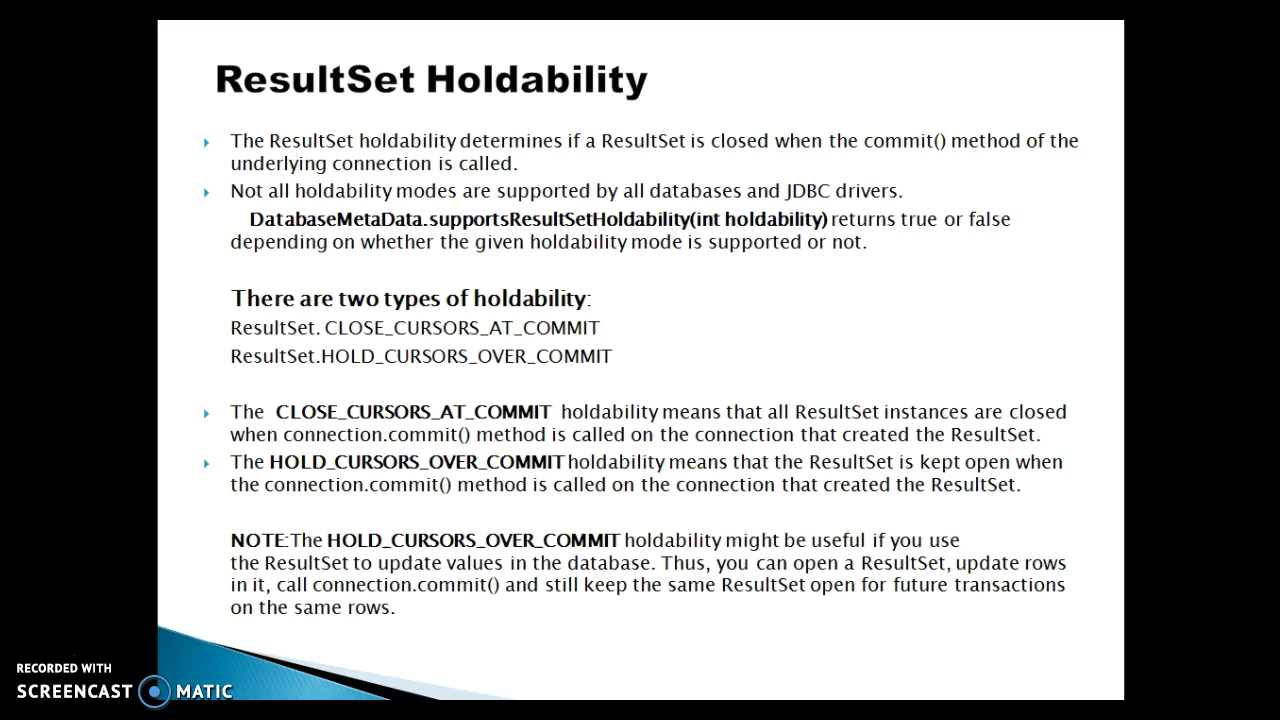 ResultSet Holdability
The ResultSet holdability determines if a ResultSet is closed when the commit() method of the
underlying connection is called.
Not all holdability modes are supported by all databases and JDBC drivers.
DatabaseMetaData.supportsResultSetHoldability(int holdability) returns true or false
depending on whether the given holdability mode is supported or not.
There are two types of holdability:
ResultSet. CLOSE_CURSORS_AT_COMMIT
ResultSet.HOLD_CURSORS_OVER_COMMIT
The CLOSE_CURSORS_AT_COMMIT holdability means that all ResultSet instances are closed
when connection.commit() method is called on the connection that created the ResultSet.
The HOLD_CURSORS_OVER_COMMIT holdability means that the ResultSet is kept open when
the connection.commit() method is called on the connection that created the ResultSet.
NOTE:The HOLD_CURSORS_OVER_COMMIT holdability might be useful if you use
the ResultSet to update values in the database. Thus, you can open a ResultSet, update rows
in it, call connection.commit() and still keep the same ResultSet open for future transactions
on the same rows.
RECORDED WITH
SCREENCAST MATIC